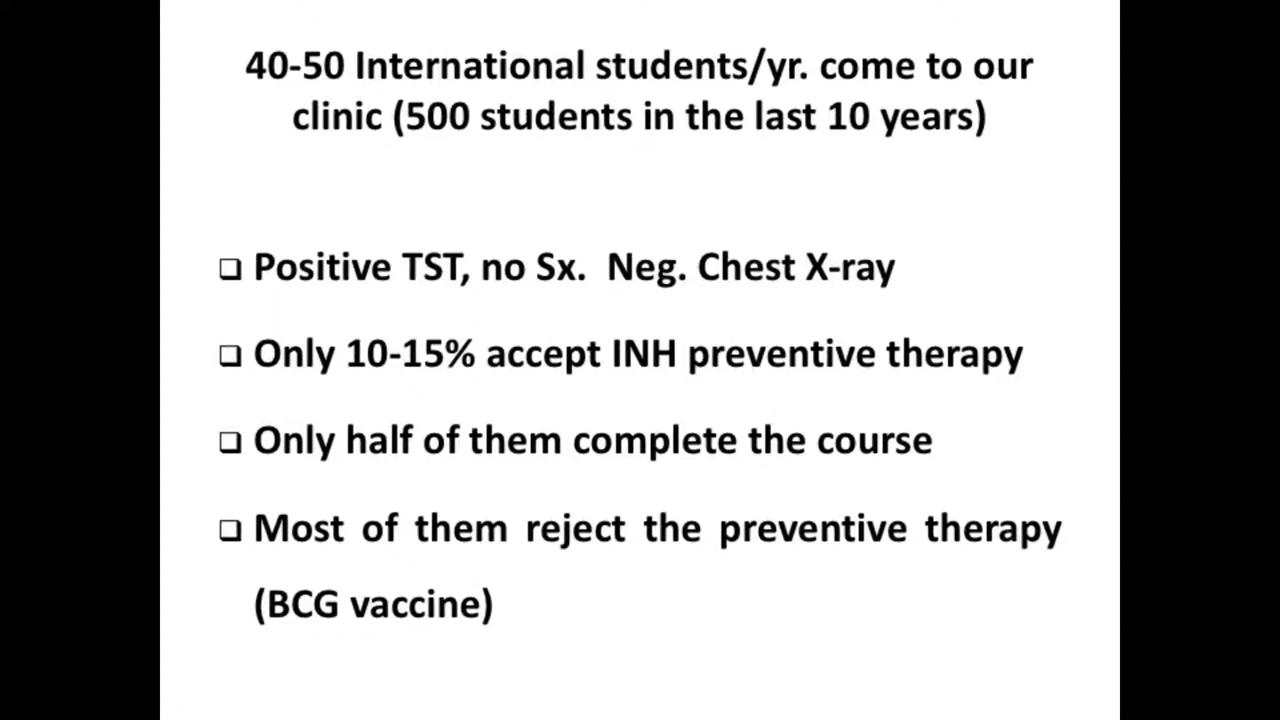 40-50 International students/yr. come to our
clinic (500 students in the last 10 years)
❑ Positive TST, no Sx.  Neg. Chest X-ray
❑ Only 10-15% accept INH preventive therapy
❑ Only half of them complete the course
❑ Most of them reject the preventive therapy
(BCG vaccine)